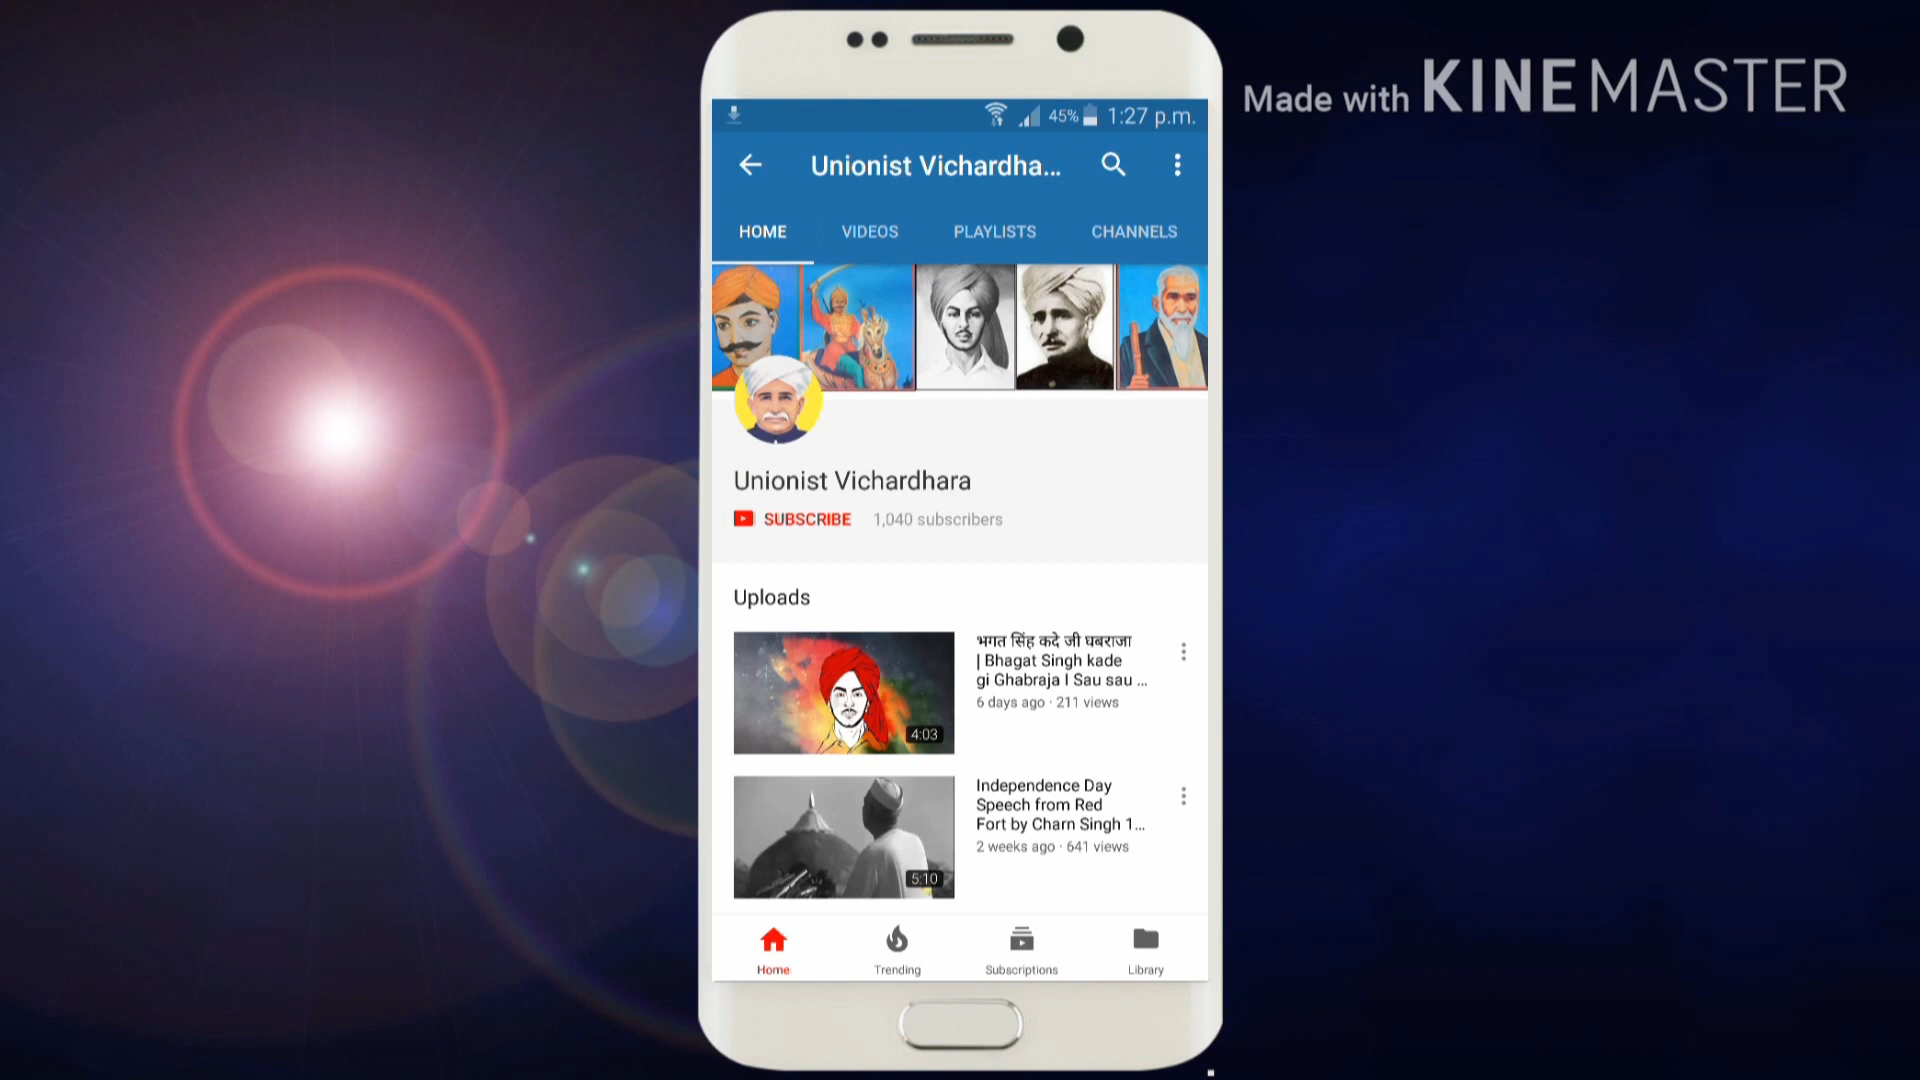 Made with KINEMASTER
45% 1:27 p.m.
Unionist Vichardha...
HOME VIDEOS PLAYLISTS CHANNELS
Unionist Vichardhara
SUBSCRIBE 1,040 subscribers
Uploads
भगत सिंह कदे जी घबराजा
| Bhagat Singh kade
gi Ghabraja I Sau sau ...
6 days ago · 211 views
4:03
Independence Day
Speech from Red
Fort by Charn Singh 1...
2 weeks ago · 641 views
5:10
Home Trending Subscriptions Library